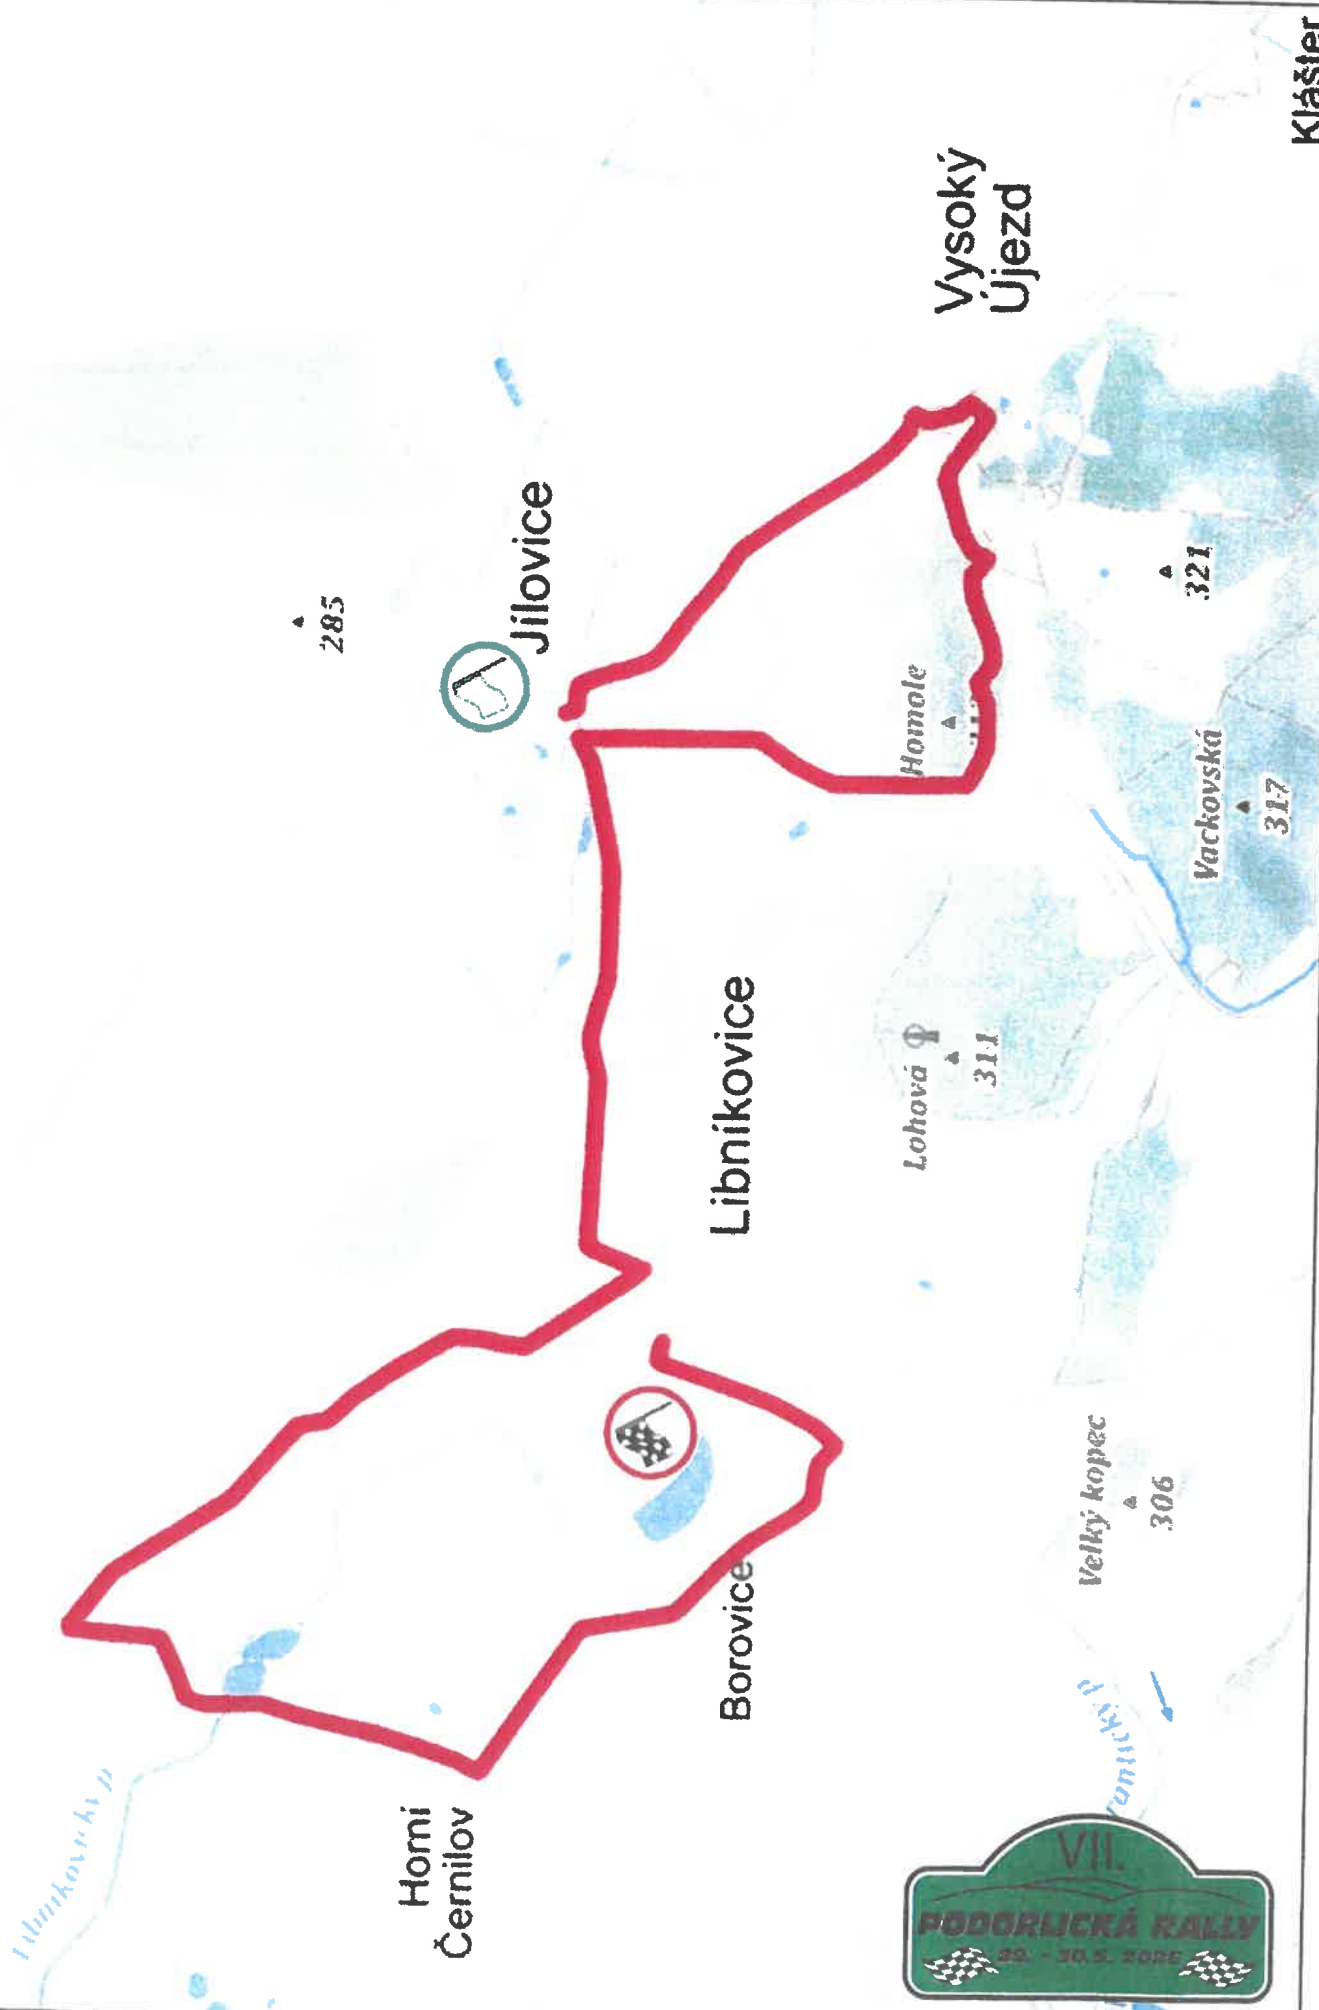 Klášter
Vysoký
Újezd
Jílovice
285
Homole
321
Vackovská
317
Libníkovice
Lohová
311
Velký kopec
306
Borovice
Horní
Černilov
VII.
PODORLICKÁ RALLY